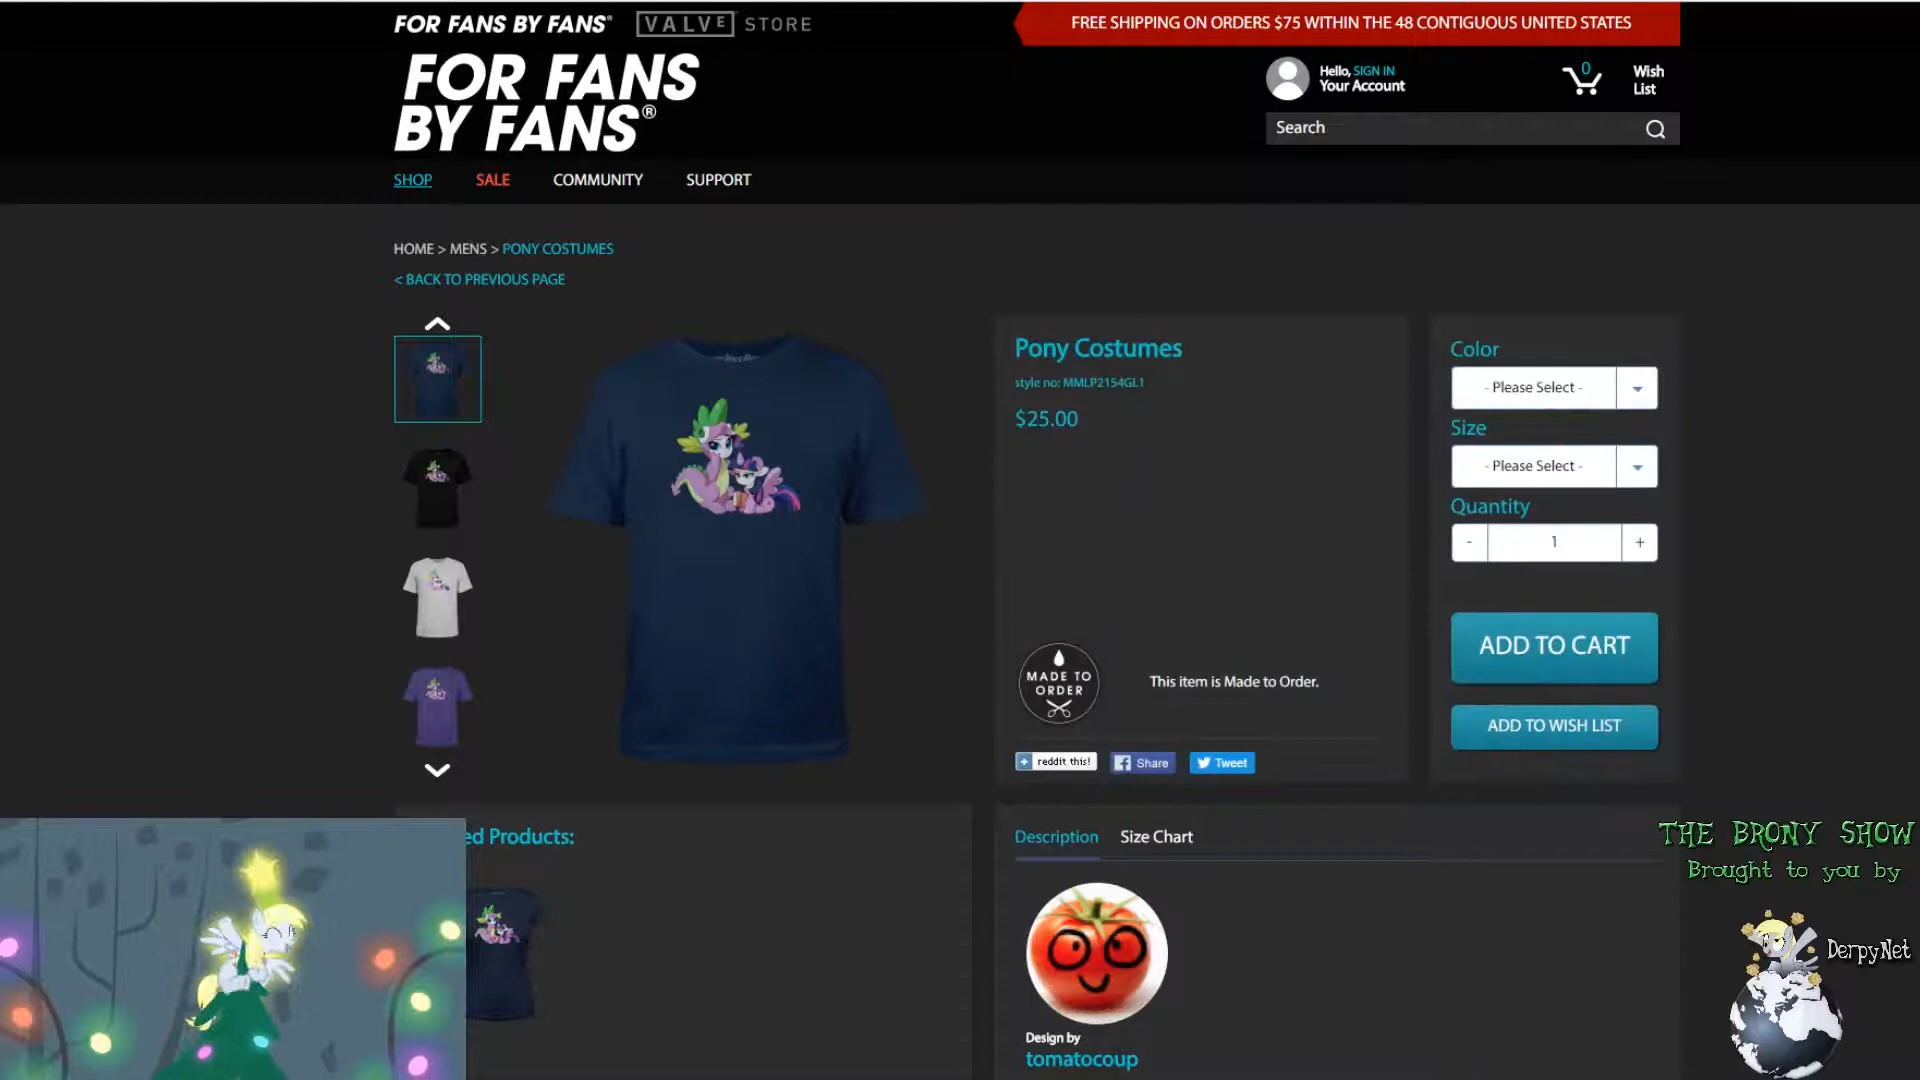 FOR FANS BY FANS®
VALVE STORE
FREE SHIPPING ON ORDERS $75 WITHIN THE 48 CONTIGUOUS UNITED STATES
FOR FANS
BY FANS®
Hello, SIGN IN
Your Account
0
Wish
List
Search
SHOP
SALE
COMMUNITY
SUPPORT
HOME > MENS > PONY COSTUMES
< BACK TO PREVIOUS PAGE
Pony Costumes
style no: MMLP2154GL1
$25.00
MADE TO
ORDER
This item is Made to Order.
reddit this!
Share
Tweet
Color
- Please Select -
Size
- Please Select -
Quantity
- 1 +
ADD TO CART
ADD TO WISH LIST
ed Products:
Description
Size Chart
Design by
tomatocoup
THE BRONY SHOW
Brought to you by
DerpyNet